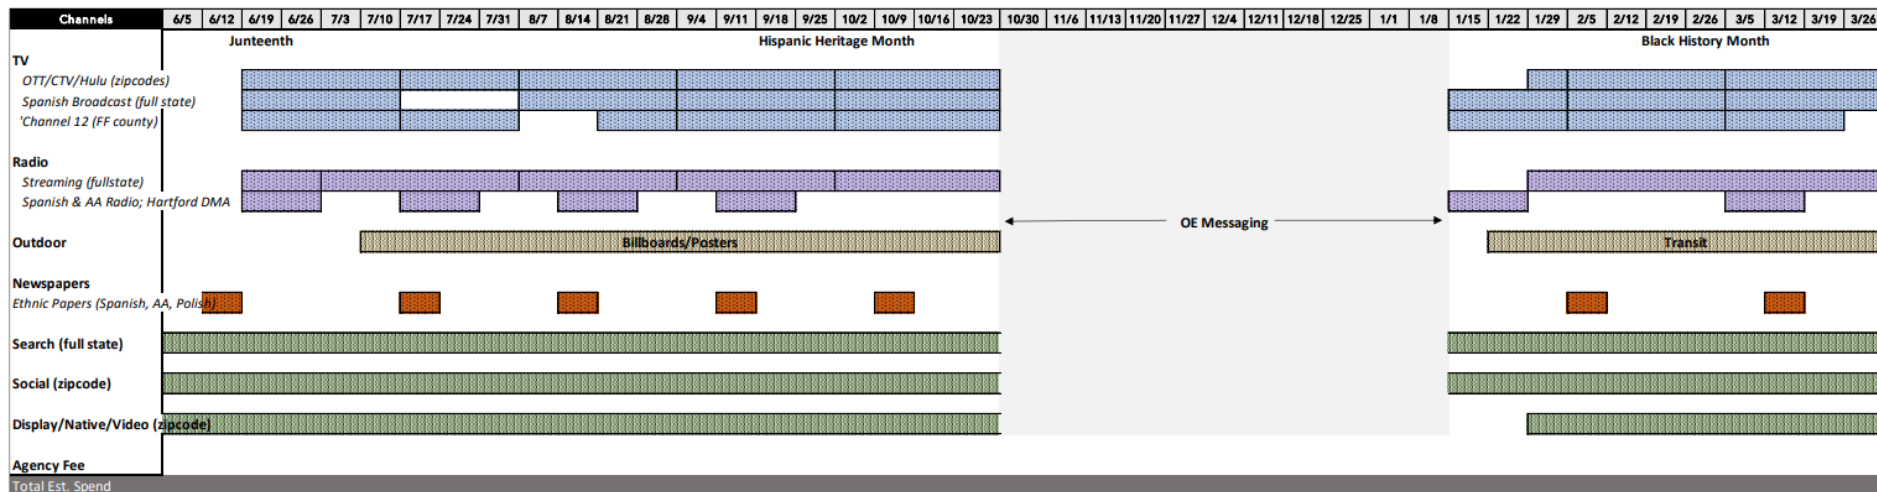 Channels 6/5 6/12 6/19 6/26 7/3 7/10 7/17 7/24 7/31 8/7 8/14 8/21 8/28 9/4 9/11 9/18 9/25 10/2 10/9 10/16 10/23 10/30 11/6 11/13 11/20 11/27 12/4 12/11 12/18 12/25 1/1 1/8 1/15 1/22 1/29 2/5 2/12 2/19 2/26 3/5 3/12 3/19 3/26
Junteenth Hispanic Heritage Month Black History Month
TV
OTT/CTV/Hulu (zipcodes)
Spanish Broadcast (full state)
'Channel 12 (FF county)
Radio
Streaming (fullstate)
Spanish & AA Radio; Hartford DMA
OE Messaging
Outdoor Billboards/Posters Transit
Newspapers
Ethnic Papers (Spanish, AA, Polish)
Search (full state)
Social (zipcode)
Display/Native/Video (zipcode)
Agency Fee
Total Est. Spend